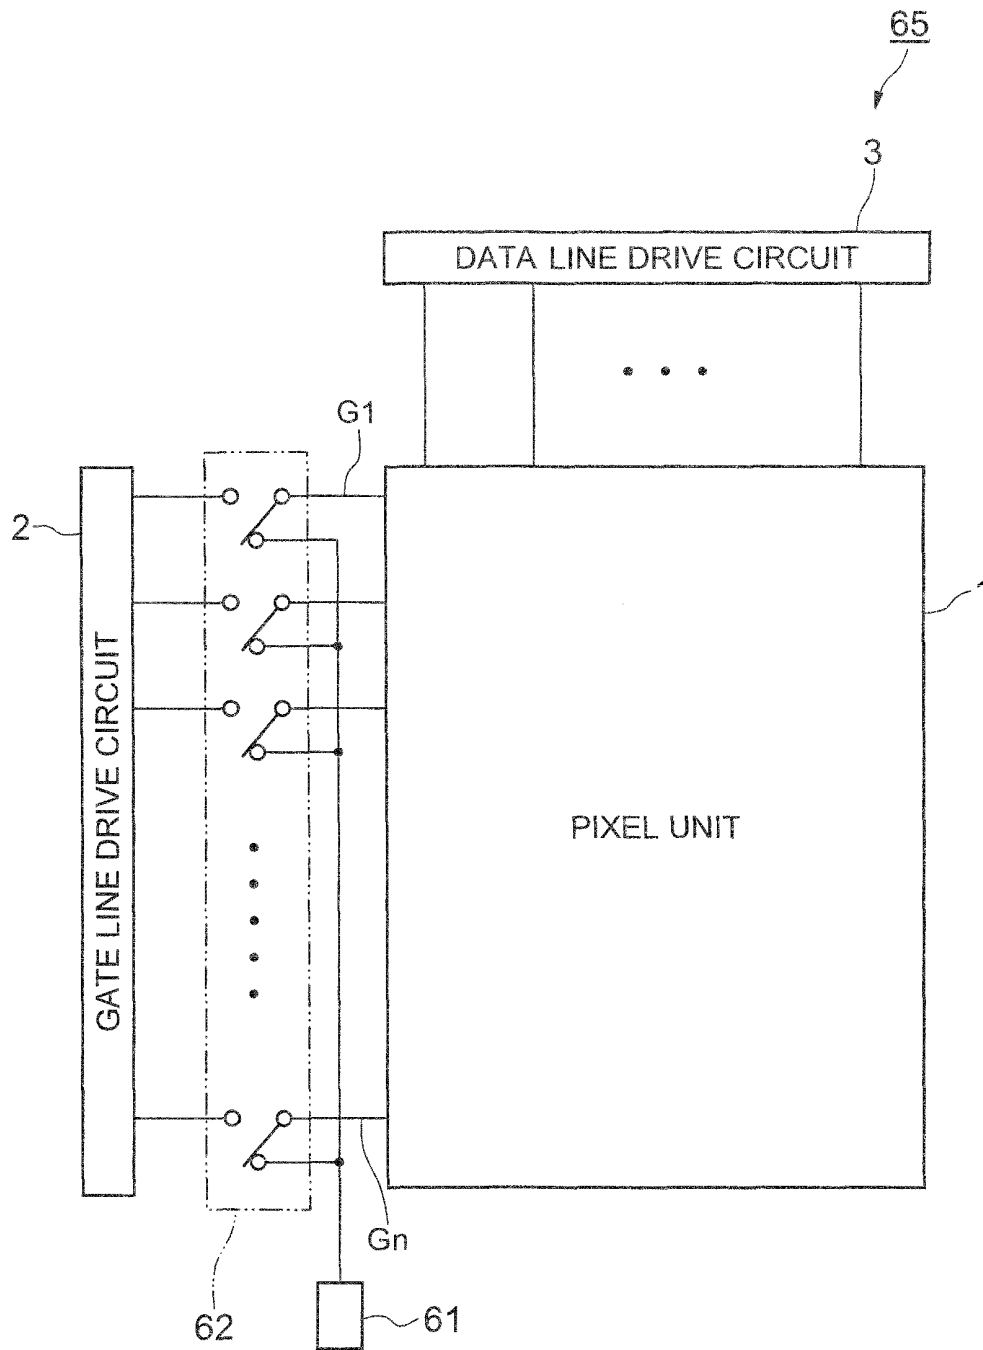 65
3
DATA LINE DRIVE CIRCUIT
G1
2
GATE LINE DRIVE CIRCUIT
PIXEL UNIT
Gn
62
61